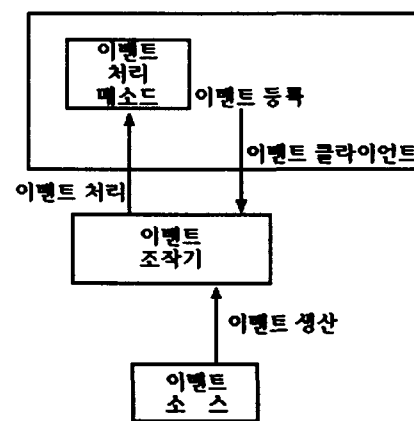 이벤트
처리
메소드
이벤트 등록
이벤트 클라이언트
이벤트 처리
이벤트
조작기
이벤트 생산
이벤트
소 스